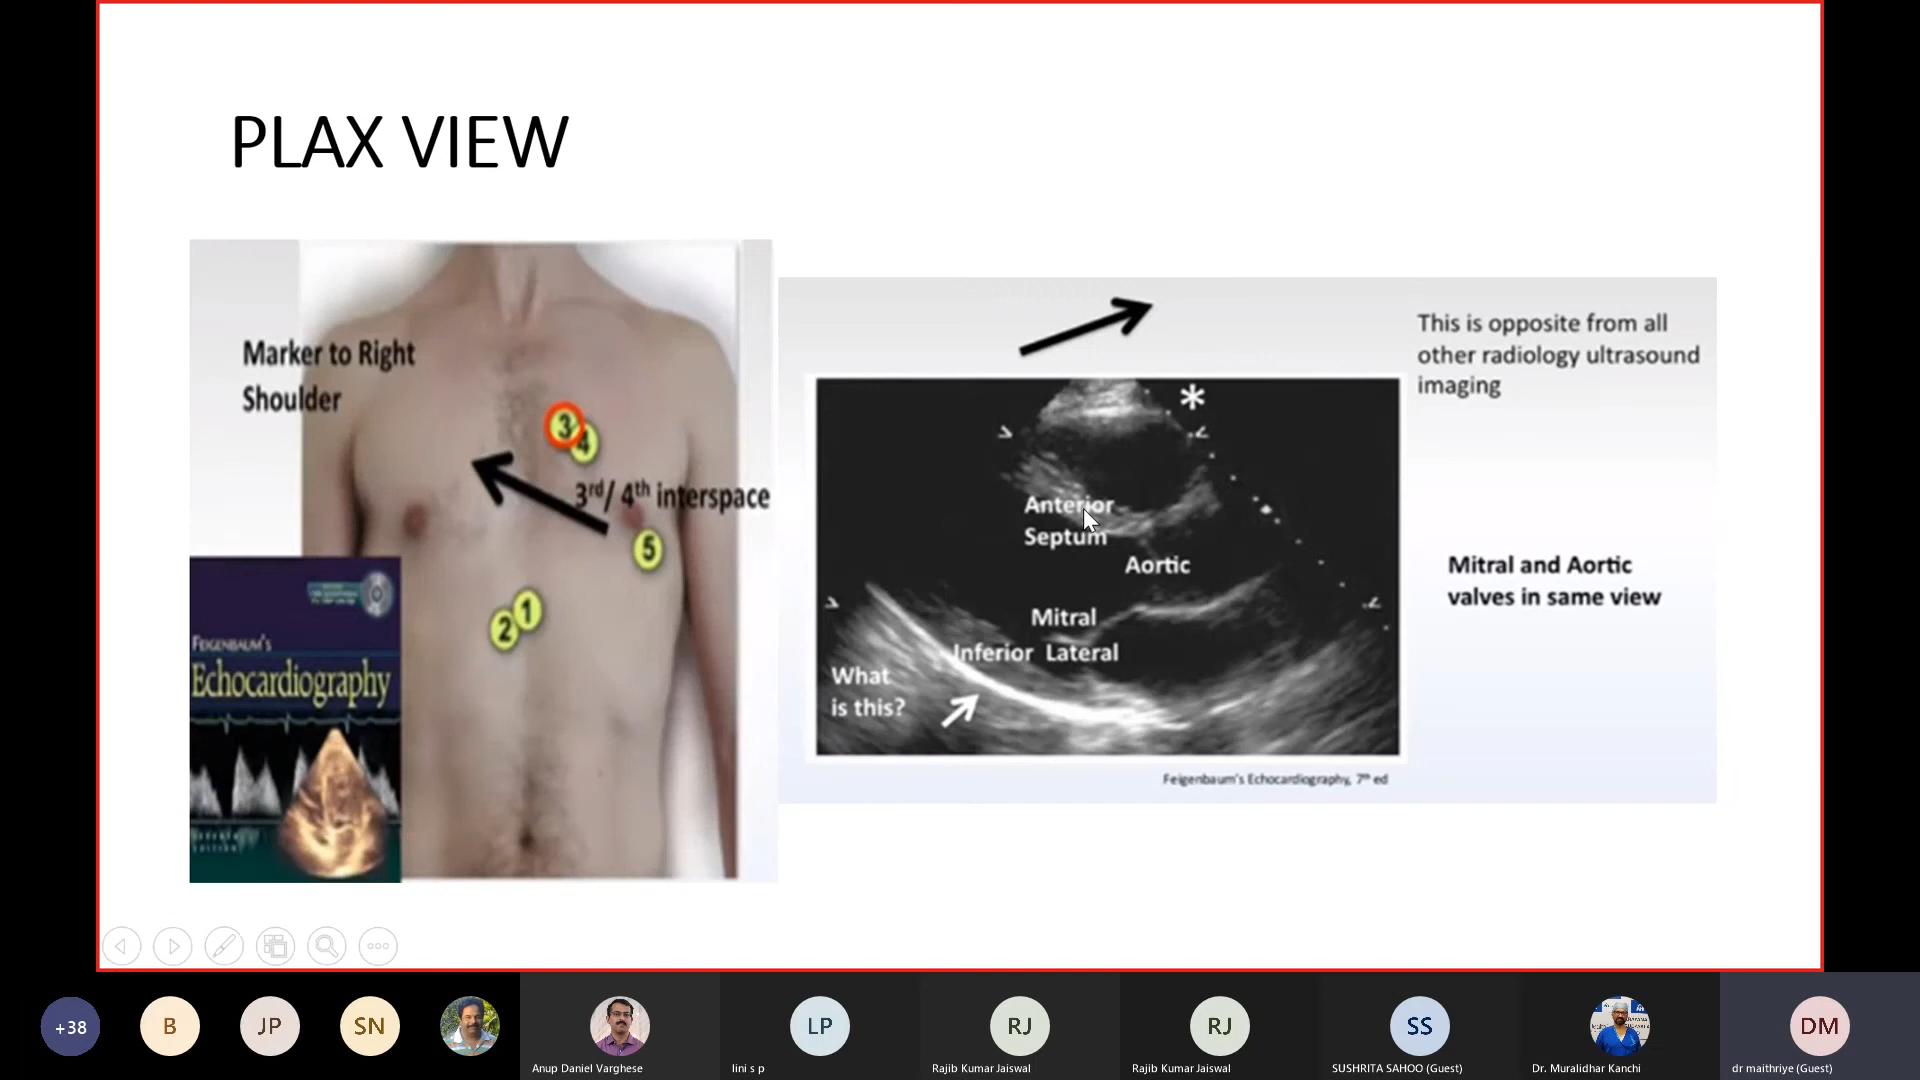 PLAX VIEW
Marker to Right
Shoulder
3
4
3rd/ 4th interspace
5
1
2
FEIGENBAUM'S
Echocardiography
This is opposite from all
other radiology ultrasound
imaging
*
Anterior
Septum
Aortic
Mitral
Inferior Lateral
What
is this?
Mitral and Aortic
valves in same view
Feigenbaum's Echocardiography, 7th ed
+38
B
JP
SN
LP
RJ
RJ
SS
DM
Anup Daniel Varghese
lini s p
Rajib Kumar Jaiswal
Rajib Kumar Jaiswal
SUSHRITA SAHOO (Guest)
Dr. Muralidhar Kanchi
dr maithriye (Guest)